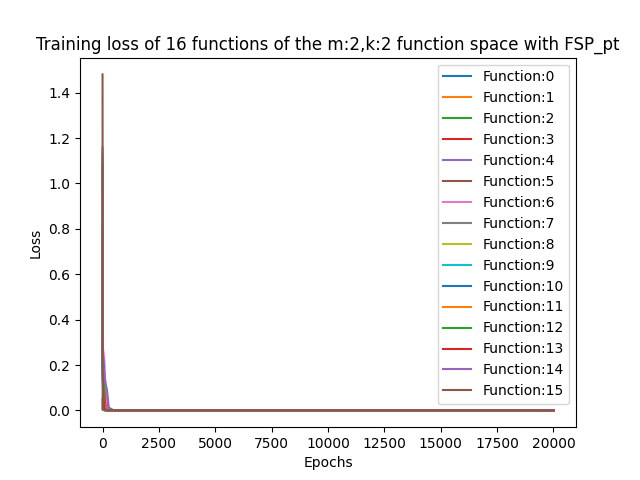 Training loss of 16 functions of the m:2,k:2 function space with FSP_pt
Loss
1.4
1.2
1.0
0.8
0.6
0.4
0.2
0.0
Function:0
Function:1
Function:2
Function:3
Function:4
Function:5
Function:6
Function:7
Function:8
Function:9
Function:10
Function:11
Function:12
Function:13
Function:14
Function:15
0 2500 5000 7500 10000 12500 15000 17500 20000
Epochs